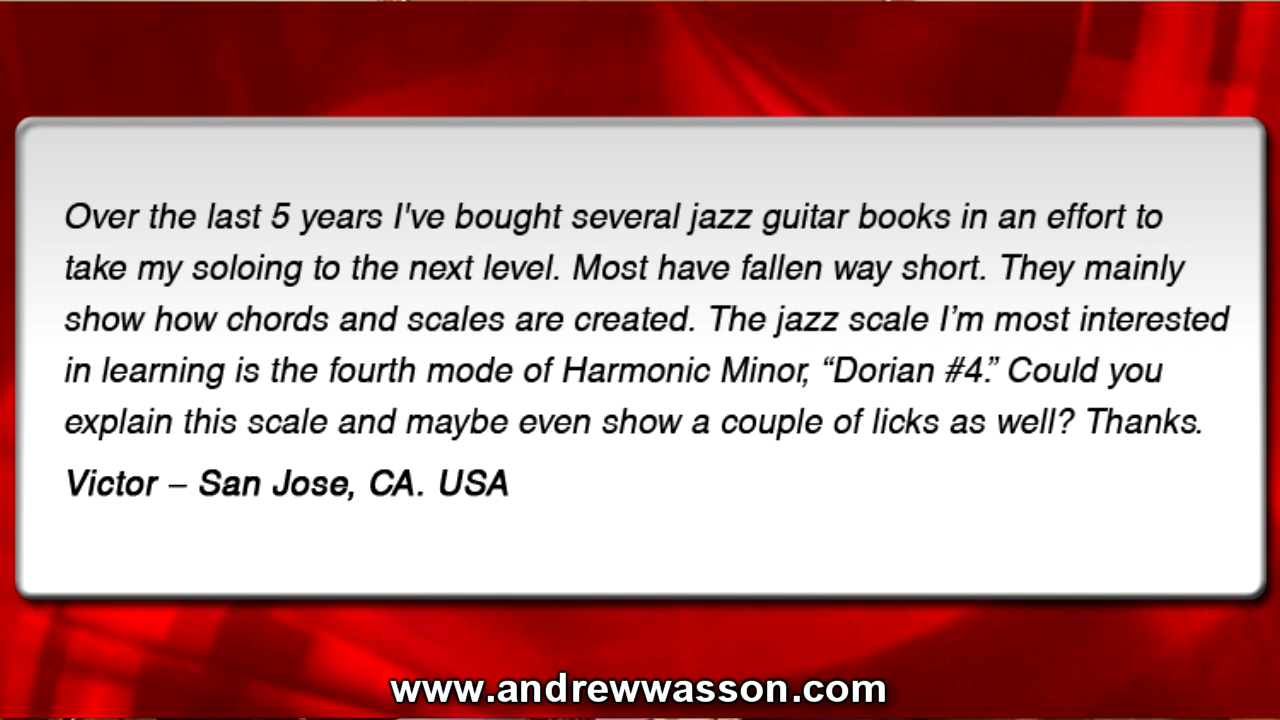 Over the last 5 years I've bought several jazz guitar books in an effort to
take my soloing to the next level. Most have fallen way short. They mainly
show how chords and scales are created. The jazz scale I’m most interested
in learning is the fourth mode of Harmonic Minor, “Dorian #4.” Could you
explain this scale and maybe even show a couple of licks as well? Thanks.
Victor – San Jose, CA. USA
www.andrewwasson.com